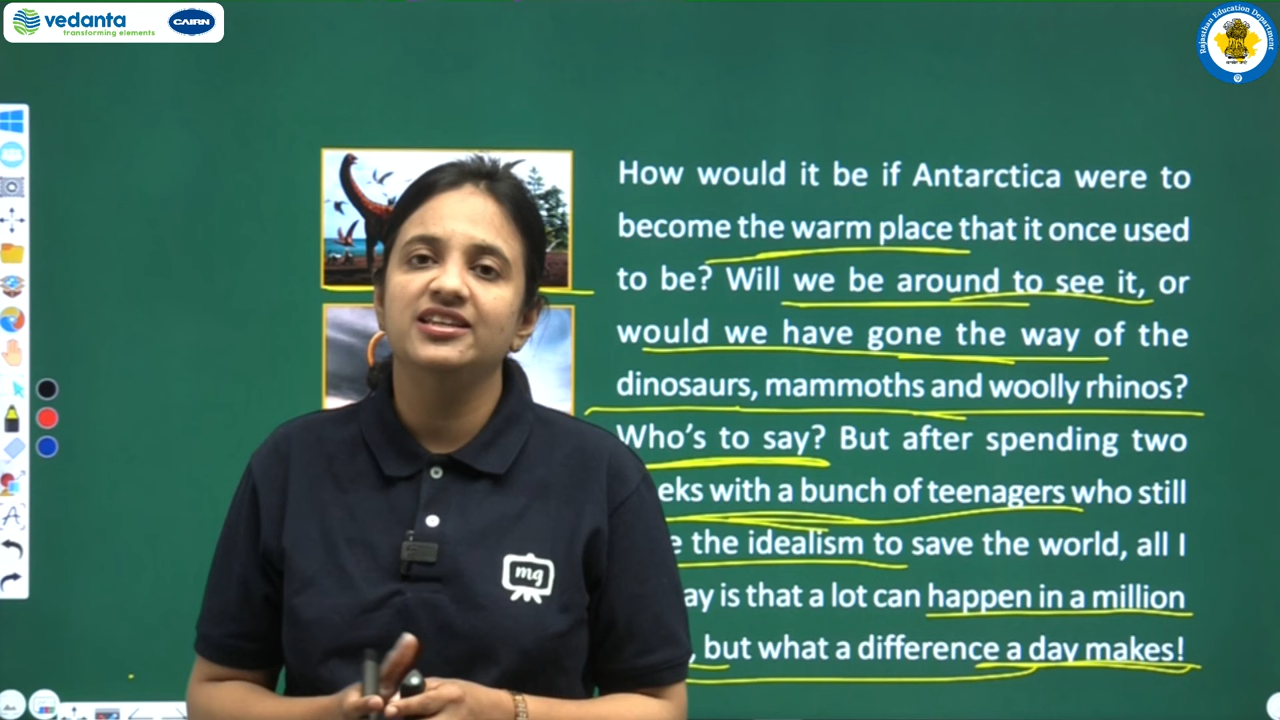 vedanta
transforming elements
CAIRN
Rajasthan Education Department
How would it be if Antarctica were to
become the warm place that it once used
to be? Will we be around to see it, or
would we have gone the way of the
dinosaurs, mammoths and woolly rhinos?
Who's to say? But after spending two
eks with a bunch of teenagers who still
e the idealism to save the world, all I
ay is that a lot can happen in a million
, but what a difference a day makes!
mg